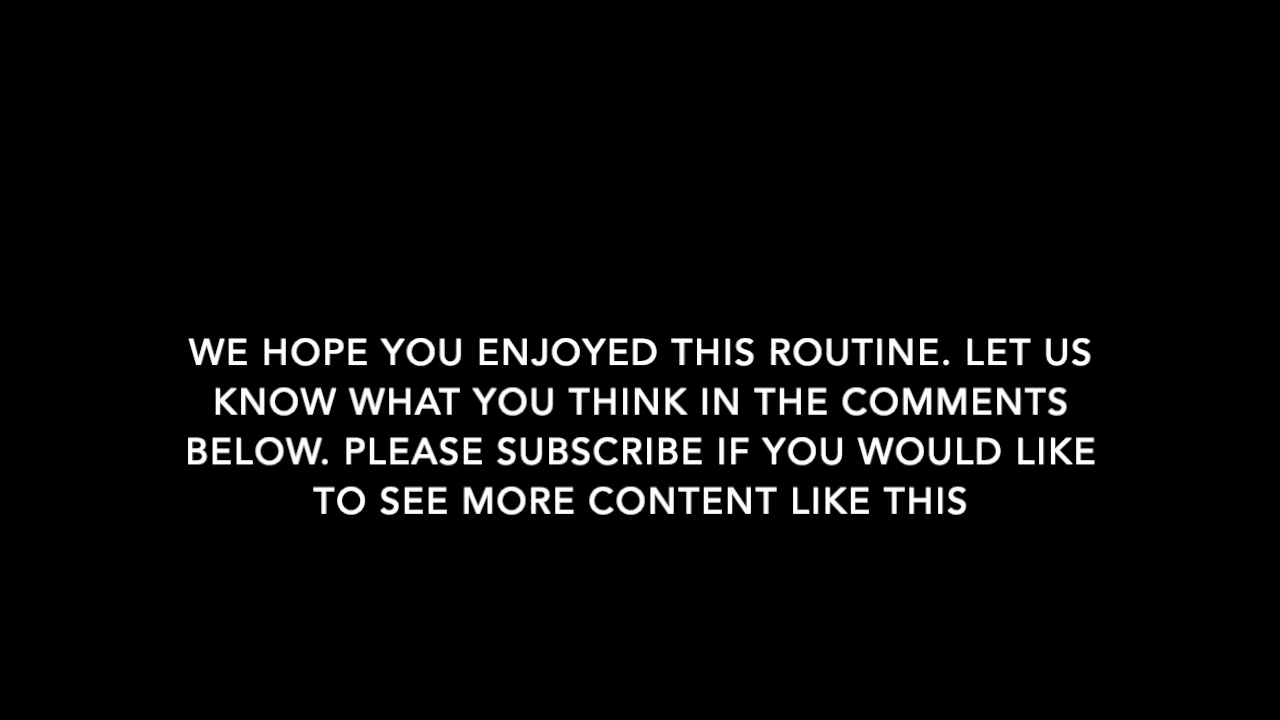 WE HOPE YOU ENJOYED THIS ROUTINE. LET US
KNOW WHAT YOU THINK IN THE COMMENTS
BELOW. PLEASE SUBSCRIBE IF YOU WOULD LIKE
TO SEE MORE CONTENT LIKE THIS